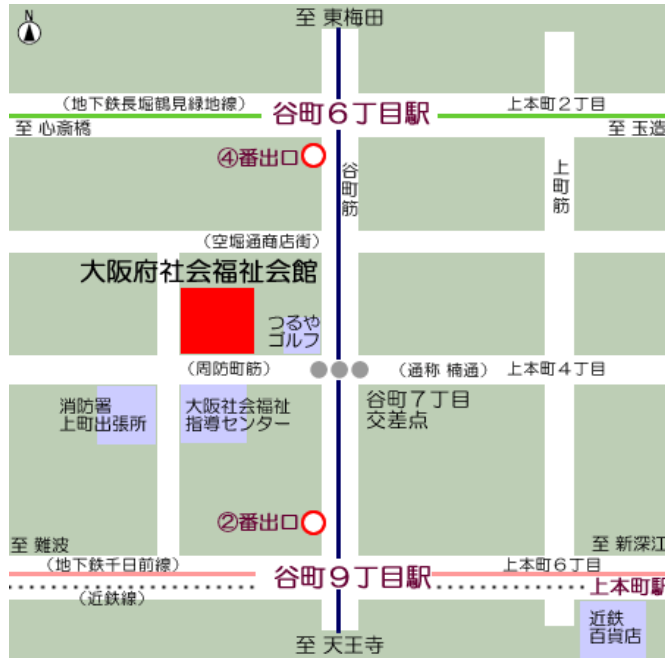 N
至 東梅田
(地下鉄長堀鶴見緑地線)
谷町6丁目駅
上本町2丁目
至 心斎橋
至 玉造
④番出口
谷町筋
上町筋
(空堀通商店街)
大阪府社会福祉会館
つるや
ゴルフ
(周防町筋)
(通称 楠通)
上本町4丁目
消防署
上町出張所
大阪社会福祉
指導センター
谷町7丁目
交差点
②番出口
至 難波
至 新深江
(地下鉄千日前線)
谷町9丁目駅
上本町6丁目
(近鉄線)
上本町駅
近鉄
百貨店
至 天王寺